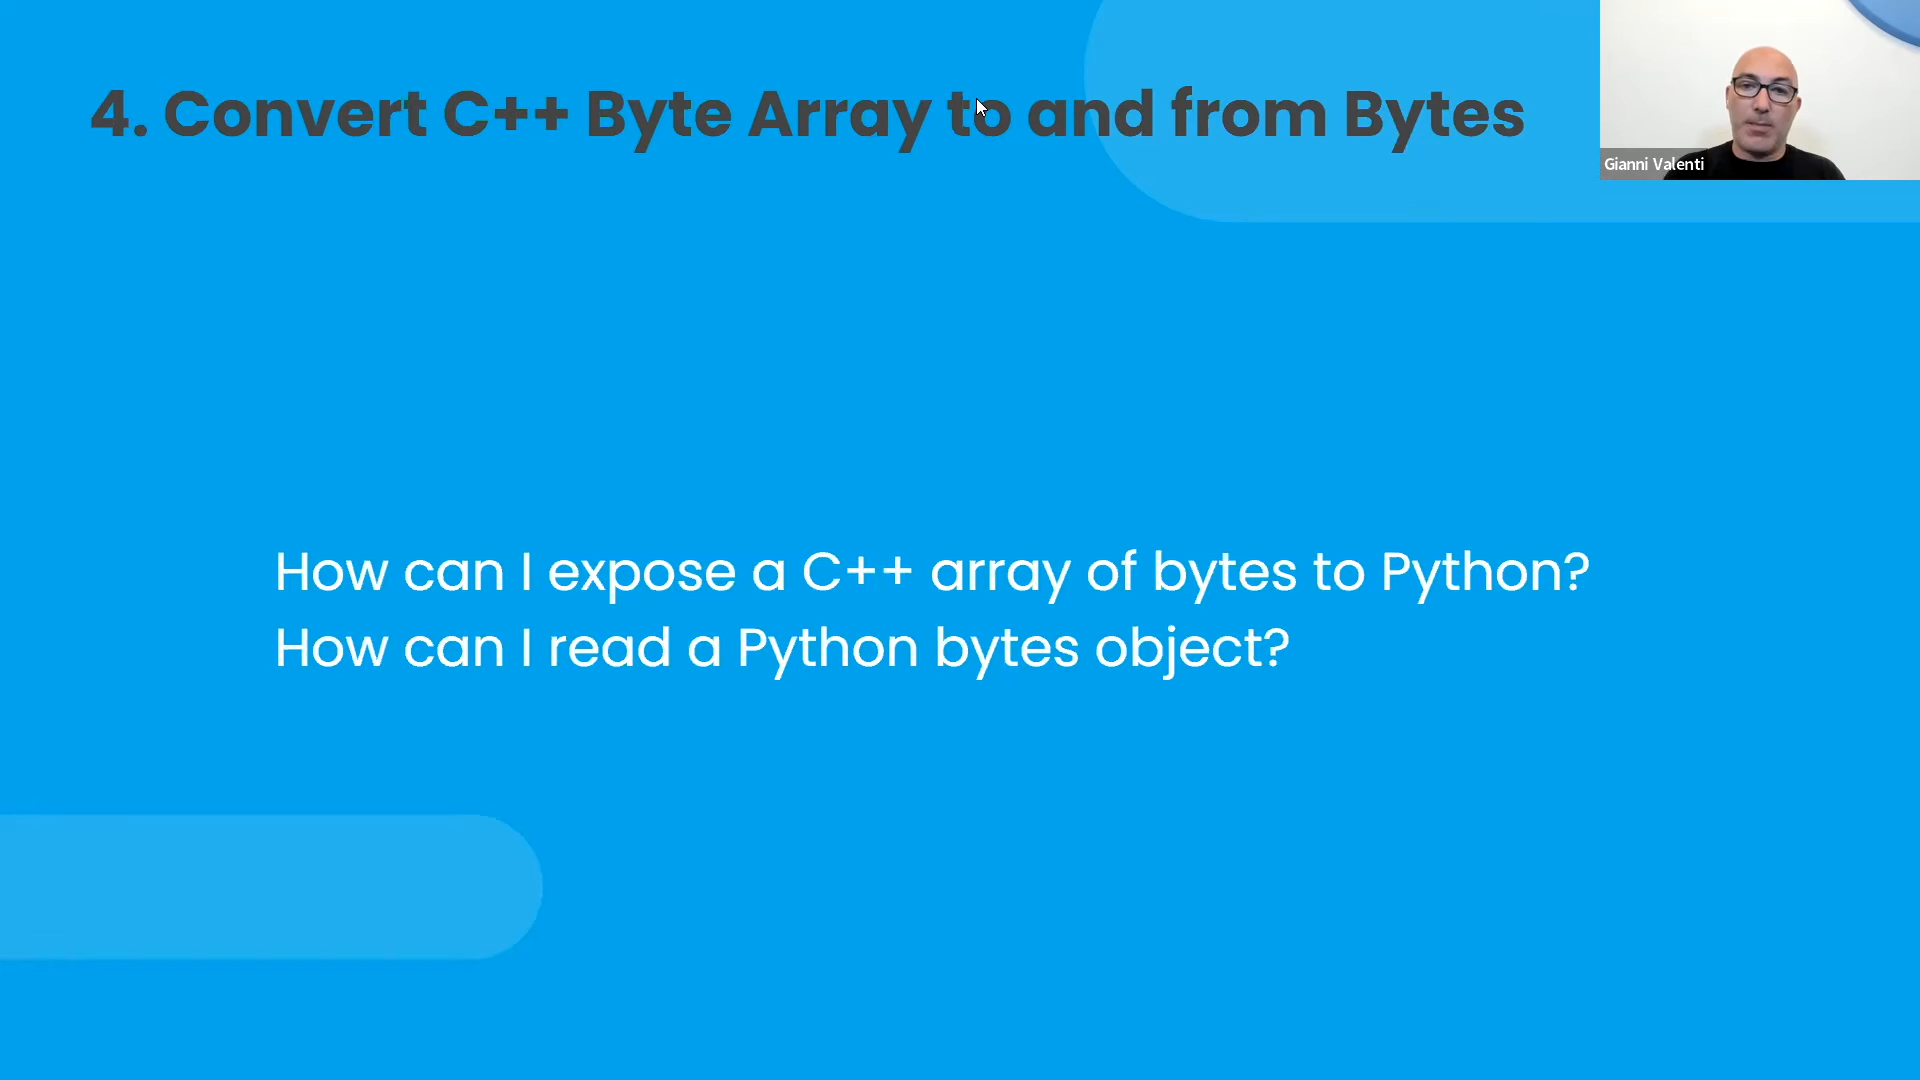 4. Convert C++ Byte Array to and from Bytes
Gianni Valenti
How can I expose a C++ array of bytes to Python?
How can I read a Python bytes object?